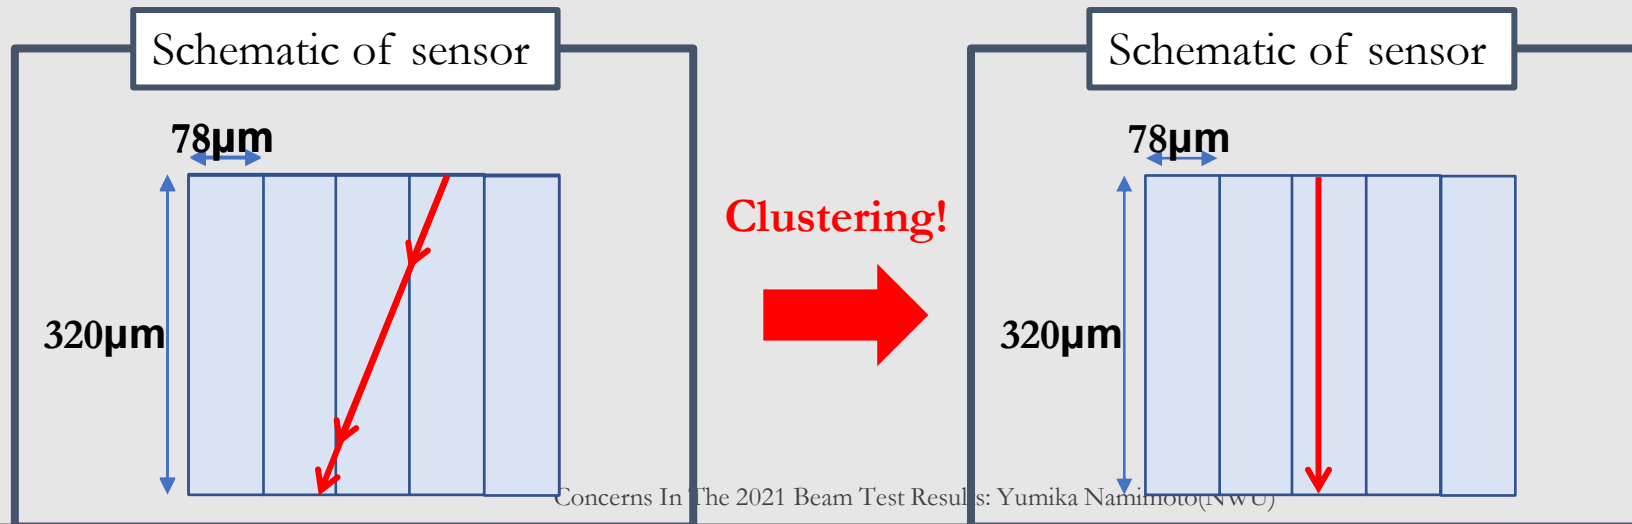 Schematic of sensor
78µm
320µm
Clustering!
Schematic of sensor
78µm
320µm
Concerns In The 2021 Beam Test Results: Yumika Namimoto(NWU)